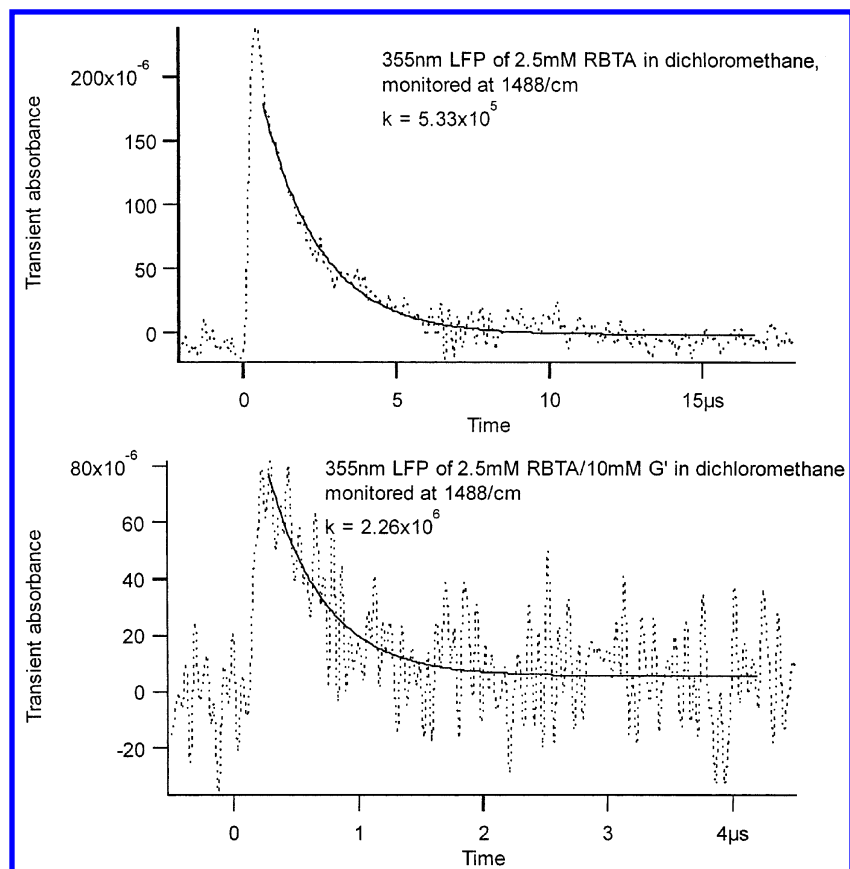 355nm LFP of 2.5mM RBTA in dichloromethane,
monitored at 1488/cm
k = 5.33x10^5
Transient absorbance
200x10^-6
150
100
50
0
0
5
10
15µs
Time
355nm LFP of 2.5mM RBTA/10mM G' in dichloromethane
monitored at 1488/cm
k = 2.26x10^6
Transient absorbance
80x10^-6
60
40
20
0
-20
0
1
2
3
4µs
Time